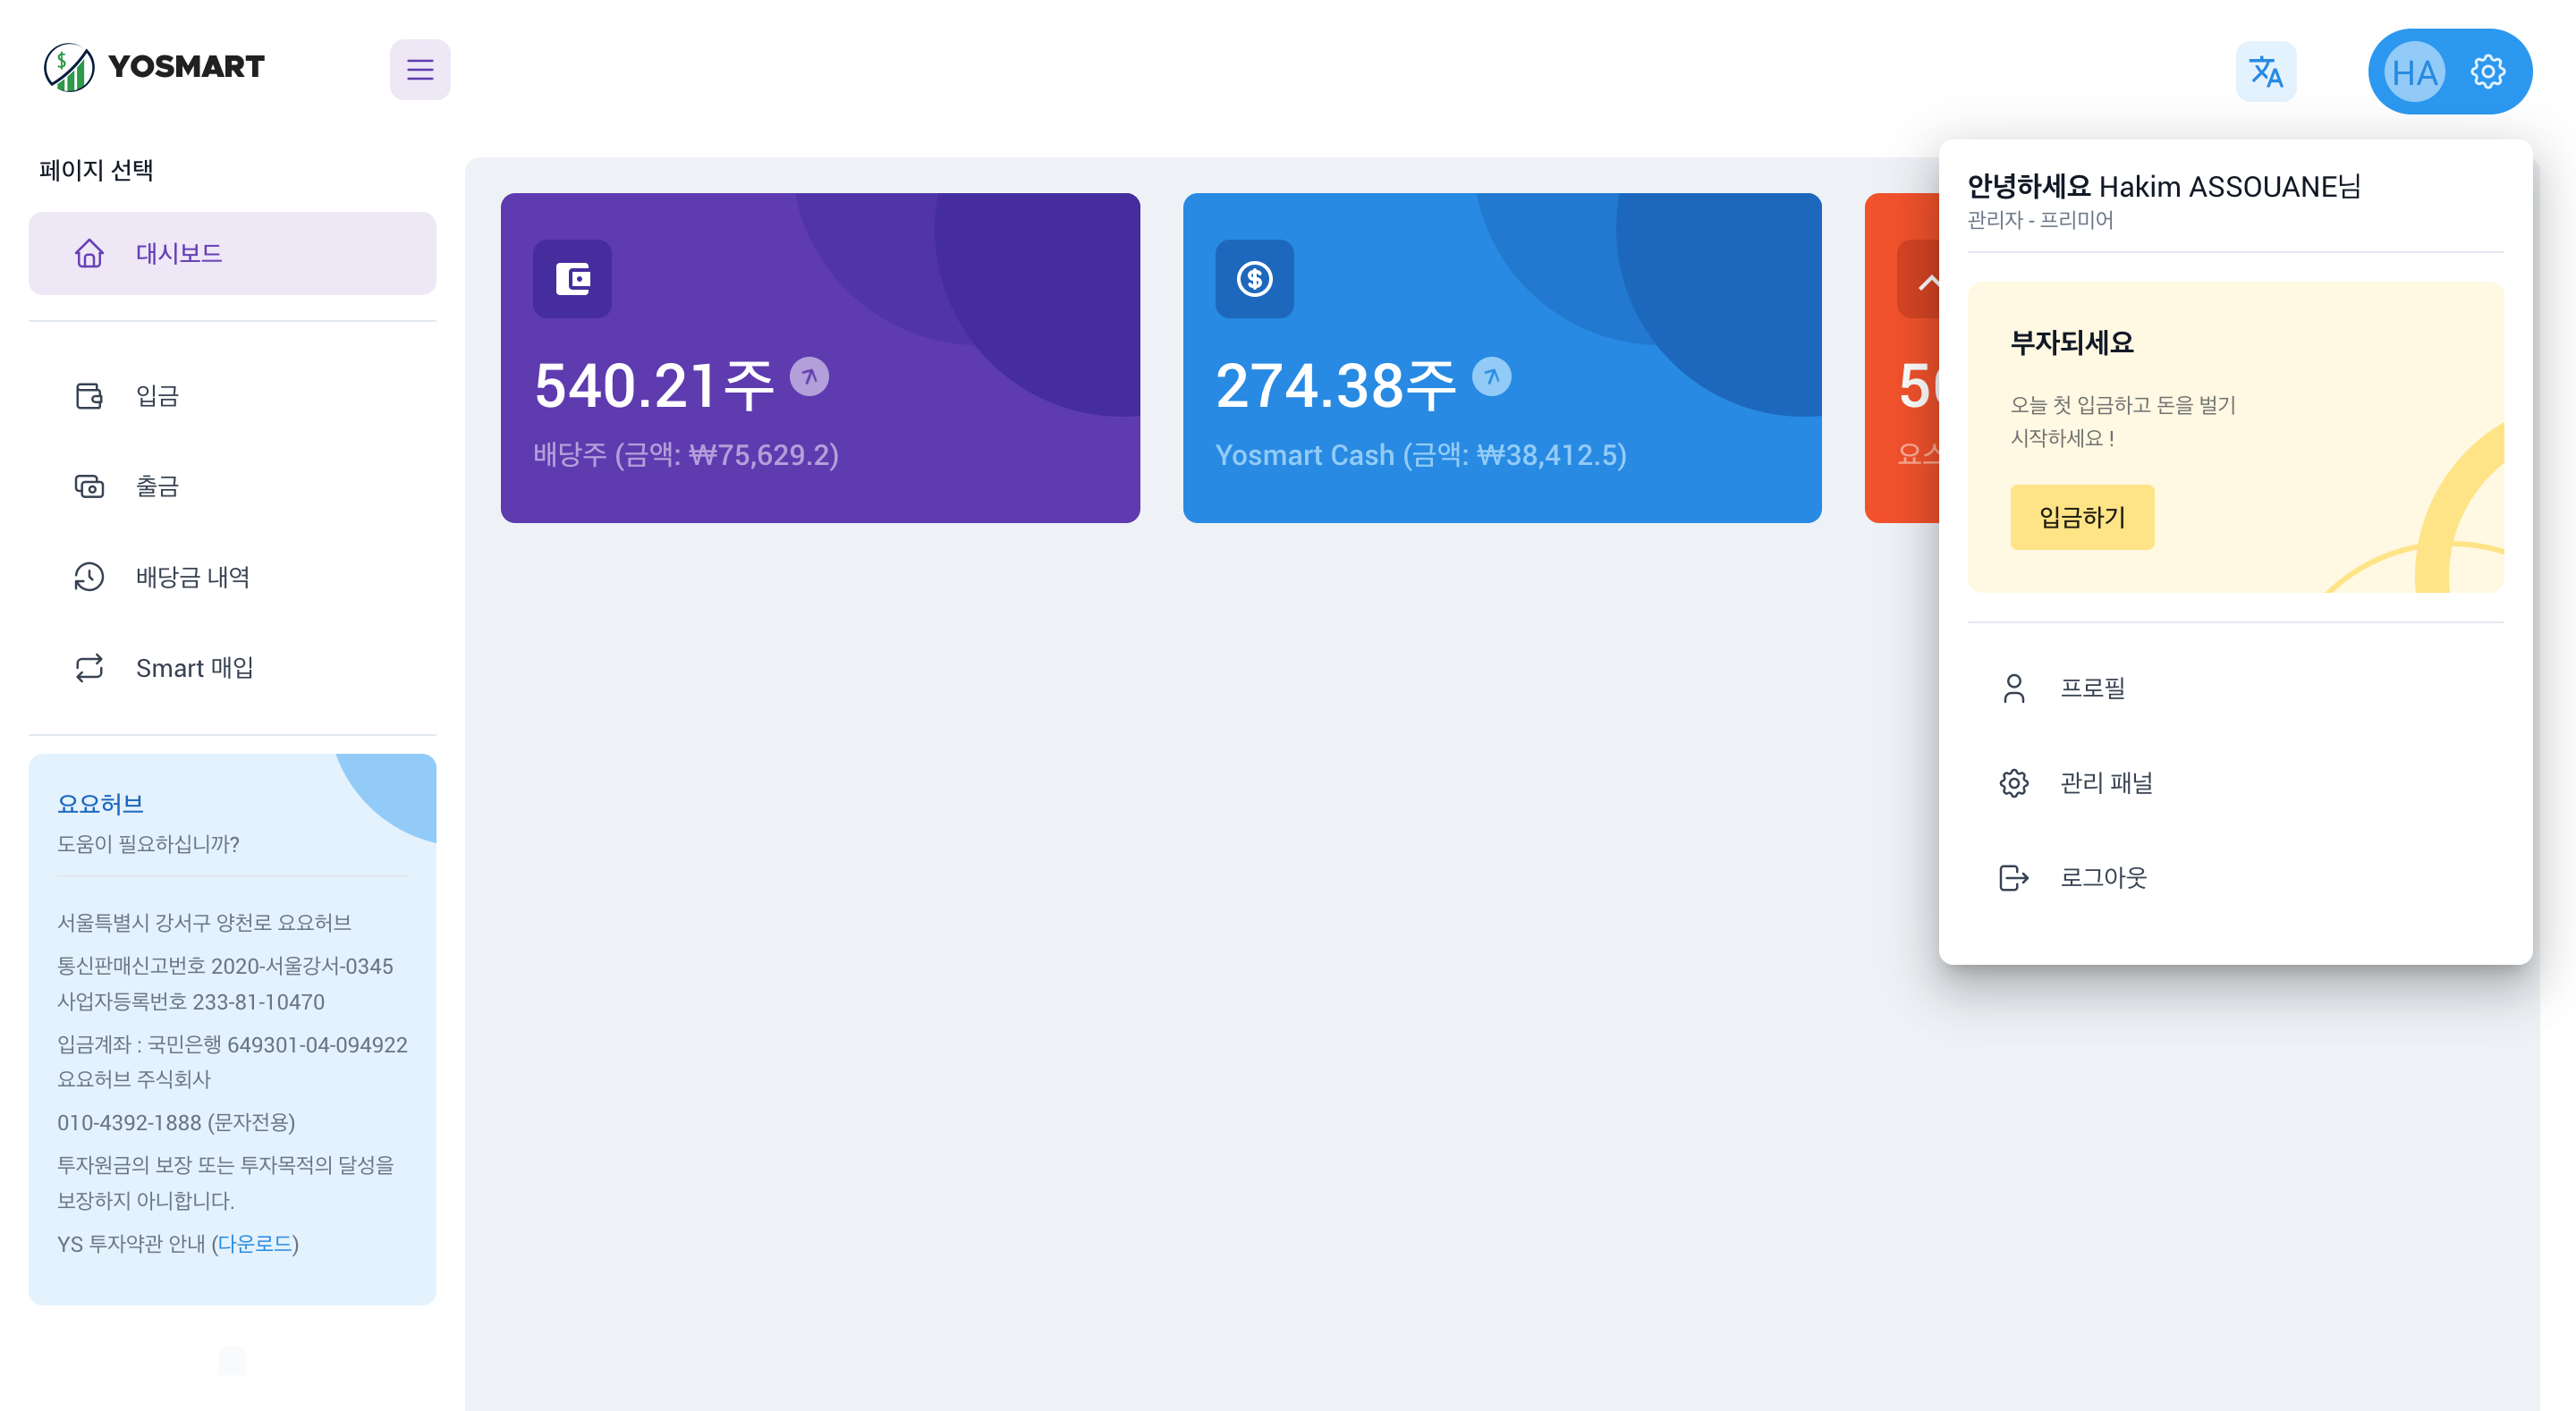 YOSMART
HA
페이지 선택
대시보드
입금
출금
배당금 내역
Smart 매입
요요허브
도움이 필요하십니까?
서울특별시 강서구 양천로 요요허브
통신판매신고번호 2020-서울강서-0345
사업자등록번호 233-81-10470
입금계좌 : 국민은행 649301-04-094922
요요허브 주식회사
010-4392-1888 (문자전용)
투자원금의 보장 또는 투자목적의 달성을
보장하지 아니합니다.
YS 투자약관 안내 (다운로드)
540.21주
배당주 (금액: ₩75,629.2)
274.38주
Yosmart Cash (금액: ₩38,412.5)
안녕하세요 Hakim ASSOUANE님
관리자 - 프리미어
부자되세요
오늘 첫 입금하고 돈을 벌기
시작하세요 !
입금하기
프로필
관리 패널
로그아웃